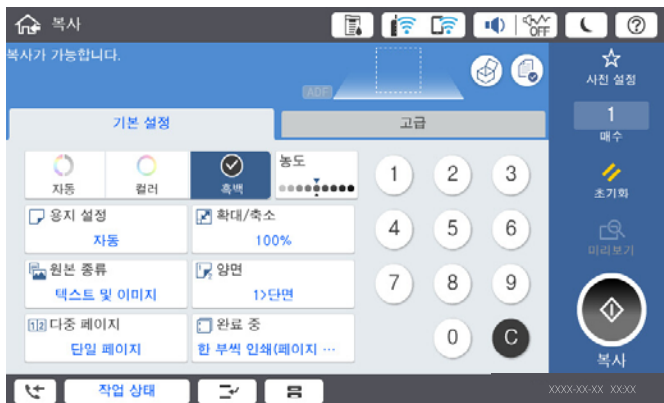 복사
OFF
복사가 가능합니다.
ADF
사진 설정
기본 설정
고급
1
매수
자동
컬러
흑백
농도
1
2
3
초기화
용지 설정
자동
확대/축소
100%
4
5
6
미리보기
원본 종류
텍스트 및 이미지
양면
1>단면
7
8
9
12 다중 페이지
단일 페이지
완료 중
한 부씩 인쇄(페이지 …
0
C
복사
작업 상태
XXXX-XX-XX XX:XX